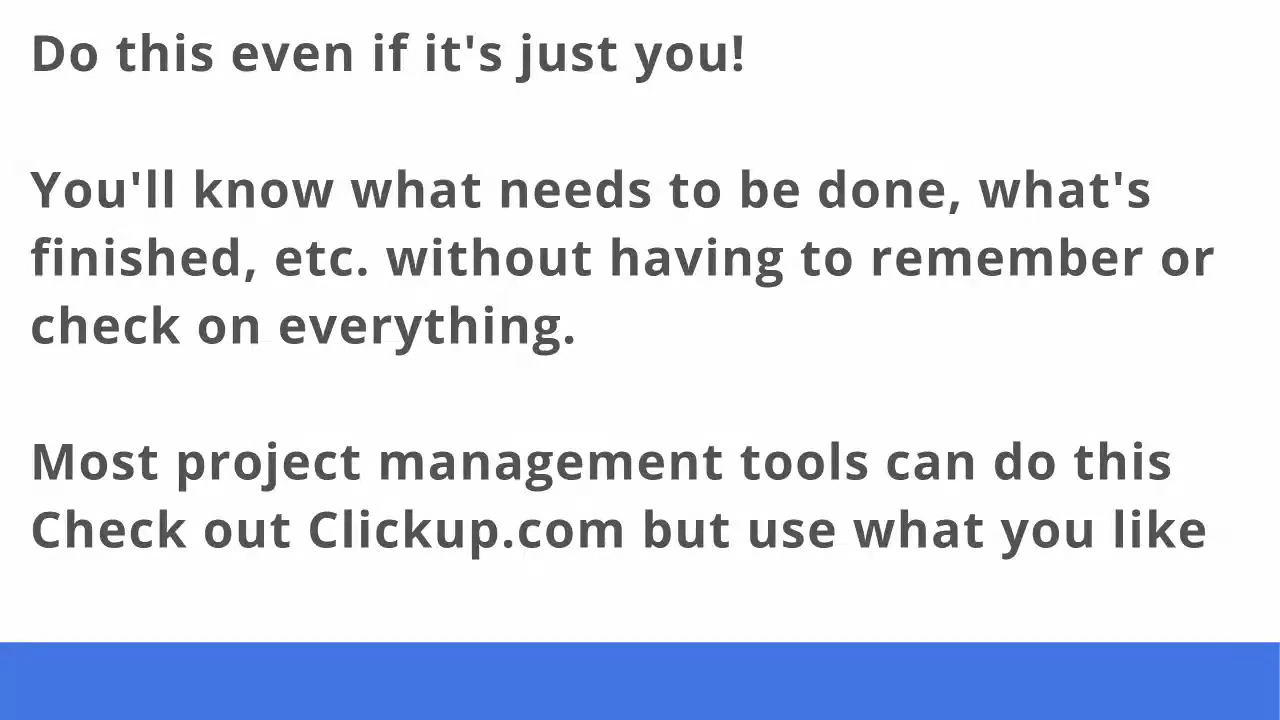 Do this even if it's just you!
You'll know what needs to be done, what's
finished, etc. without having to remember or
check on everything.
Most project management tools can do this
Check out Clickup.com but use what you like